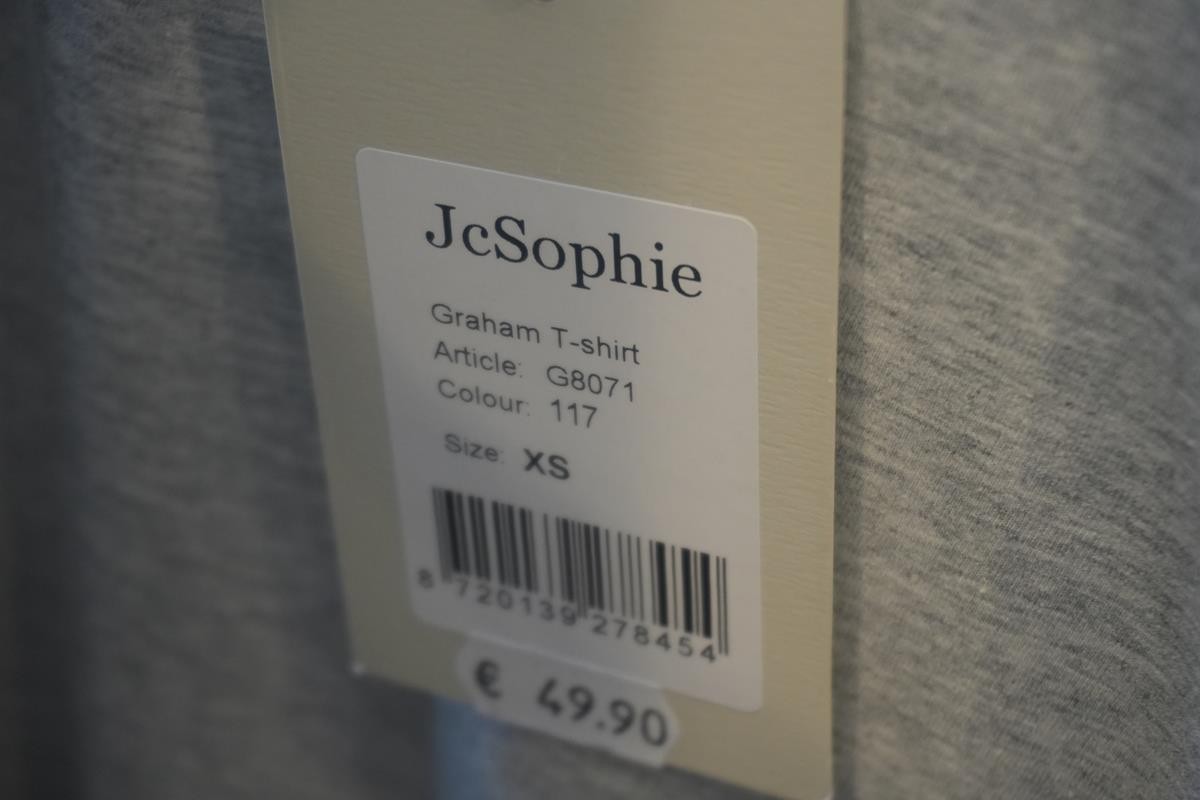 JcSophie
Graham T-shirt
Article: G8071
Colour: 117
Size: XS
8 720139 278454
€ 49.90